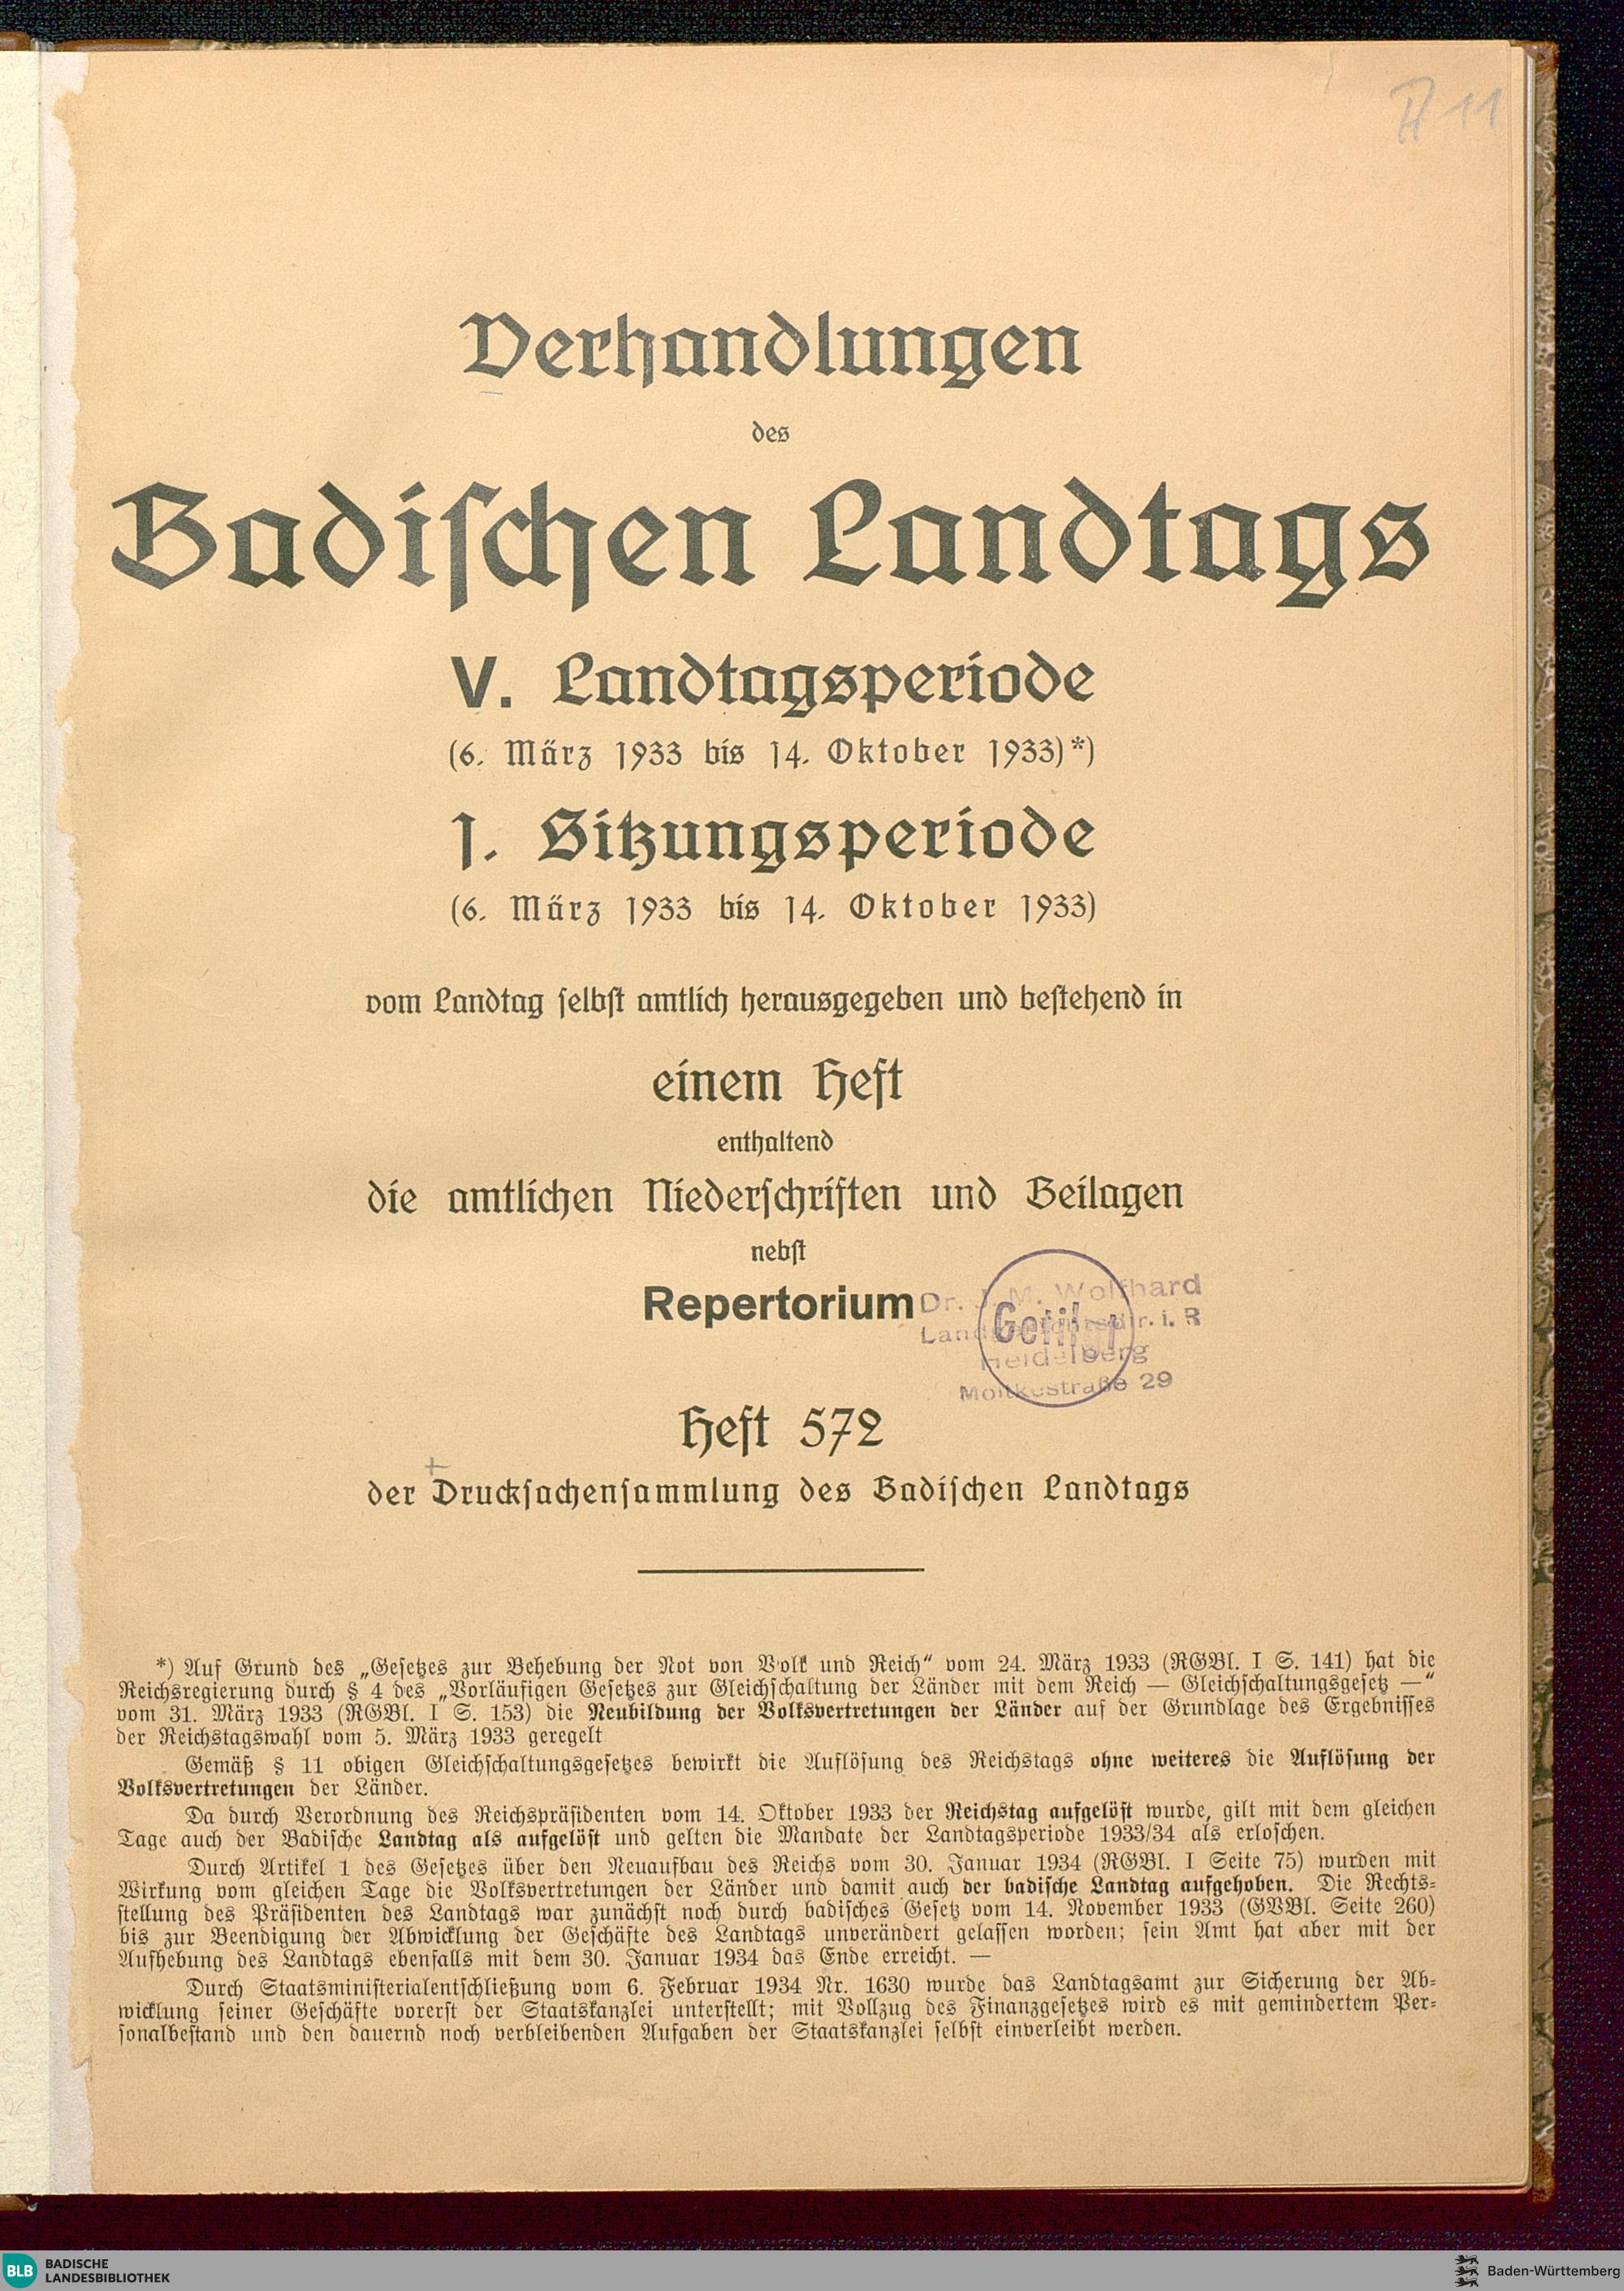 11
Verhandlungen
des
Badischen Landtags
V. Landtagsperiode
(6. März 1933 bis 14. Oktober 1933)*)
1. Sitzungsperiode
(6. März 1933 bis 14. Oktober 1933)
vom Landtag selbst amtlich herausgegeben und bestehend in
einem Heft
enthaltend
die amtlichen Niederschriften und Beilagen
nebst
Repertorium
Dr. J. M. Wolfhard
i. R
Heidelberg
Moltkestraße 29
Heft 572
der Drucksachensammlung des Badischen Landtags
*) Auf Grund des „Gesetzes zur Behebung der Not von Volk und Reich“ vom 24. März 1933 (RGBl. I S. 141) hat die
Reichsregierung durch § 4 des „Vorläufigen Gesetzes zur Gleichschaltung der Länder mit dem Reich — Gleichschaltungsgesetz —“
vom 31. März 1933 (RGBl. I S. 153) die Neubildung der Volksvertretungen der Länder auf der Grundlage des Ergebnisses
der Reichstagswahl vom 5. März 1933 geregelt
Gemäß § 11 obigen Gleichschaltungsgesetzes bewirkt die Auflösung des Reichstags ohne weiteres die Auflösung der
Volksvertretungen der Länder.
Da durch Verordnung des Reichspräsidenten vom 14. Oktober 1933 der Reichstag aufgelöst wurde, gilt mit dem gleichen
Tage auch der Badische Landtag als aufgelöst und gelten die Mandate der Landtagsperiode 1933/34 als erloschen.
Durch Artikel 1 des Gesetzes über den Neuaufbau des Reichs vom 30. Januar 1934 (RGBl. I Seite 75) wurden mit
Wirkung vom gleichen Tage die Volksvertretungen der Länder und damit auch der badische Landtag aufgehoben. Die Rechts-
stellung des Präsidenten des Landtags war zunächst noch durch badisches Gesetz vom 14. November 1933 (GVBl. Seite 260)
bis zur Beendigung der Abwicklung der Geschäfte des Landtags unverändert gelassen worden; sein Amt hat aber mit der
Aufhebung des Landtags ebenfalls mit dem 30. Januar 1934 das Ende erreicht. —
Durch Staatsministerialentschließung vom 6. Februar 1934 Nr. 1630 wurde das Landtagsamt zur Sicherung der Ab-
wicklung seiner Geschäfte vorerst der Staatskanzlei unterstellt; mit Vollzug des Finanzgesetzes wird es mit gemindertem Per-
sonalbestand und den dauernd noch verbleibenden Aufgaben der Staatskanzlei selbst einverleibt werden.
BLB BADISCHE
LANDESBIBLIOTHEK
Baden-Württemberg